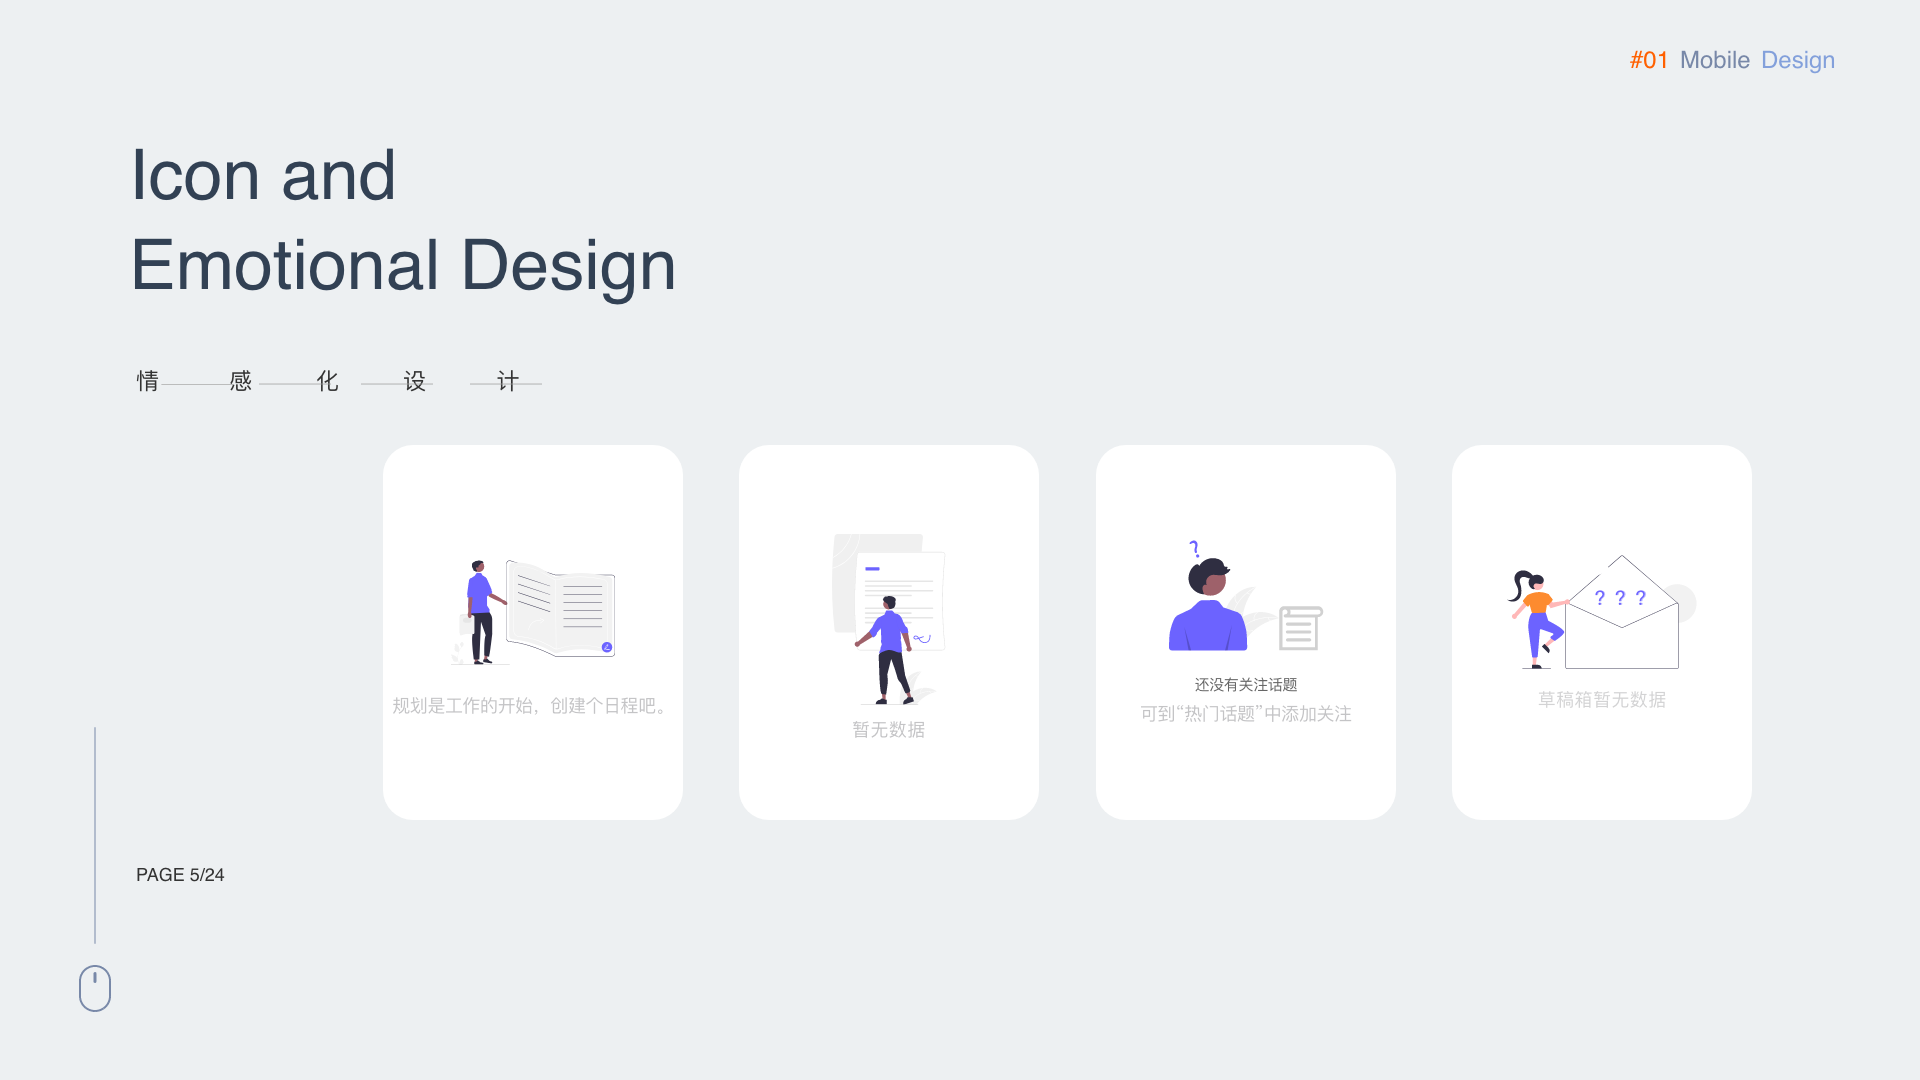 #01 Mobile Design
Icon and
Emotional Design
情 感 化 设 计
?
? ? ?
规划是工作的开始，创建个日程吧。
暂无数据
还没有关注话题
可到“热门话题”中添加关注
草稿箱暂无数据
PAGE 5/24